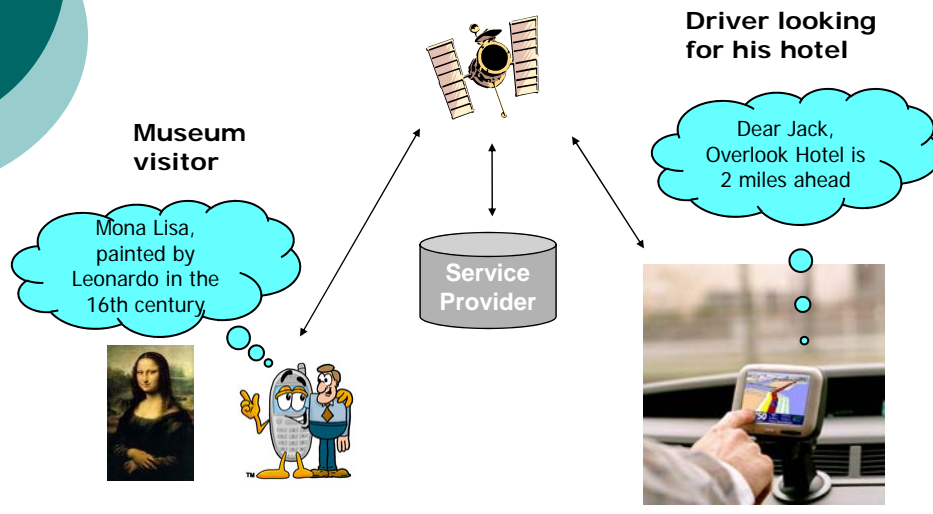 Driver looking
for his hotel
Museum
visitor
Dear Jack,
Overlook Hotel is
2 miles ahead
Mona Lisa,
painted by
Leonardo in the
16th century
Service
Provider
TM